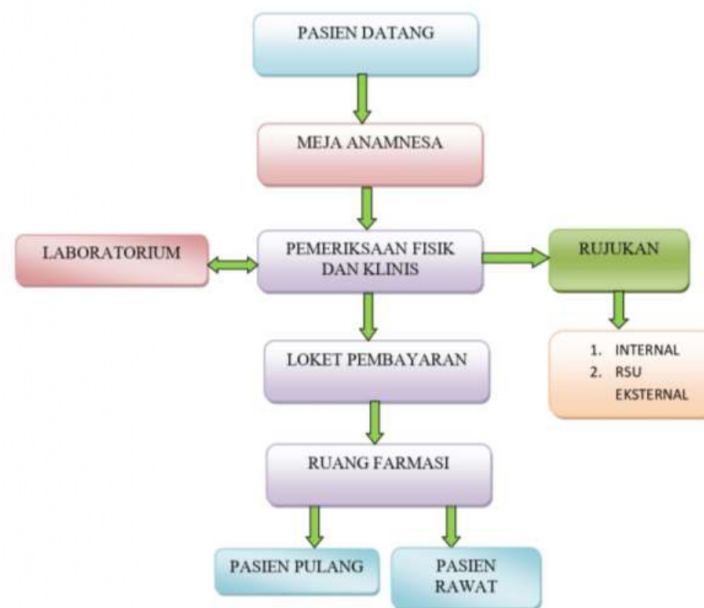 PASIEN DATANG
MEJA ANAMNESA
LABORATORIUM
PEMERIKSAAN FISIK
DAN KLINIS
RUJUKAN
LOKET PEMBAYARAN
1. INTERNAL
2. RSU
EKSTERNAL
RUANG FARMASI
PASIEN PULANG
PASIEN
RAWAT